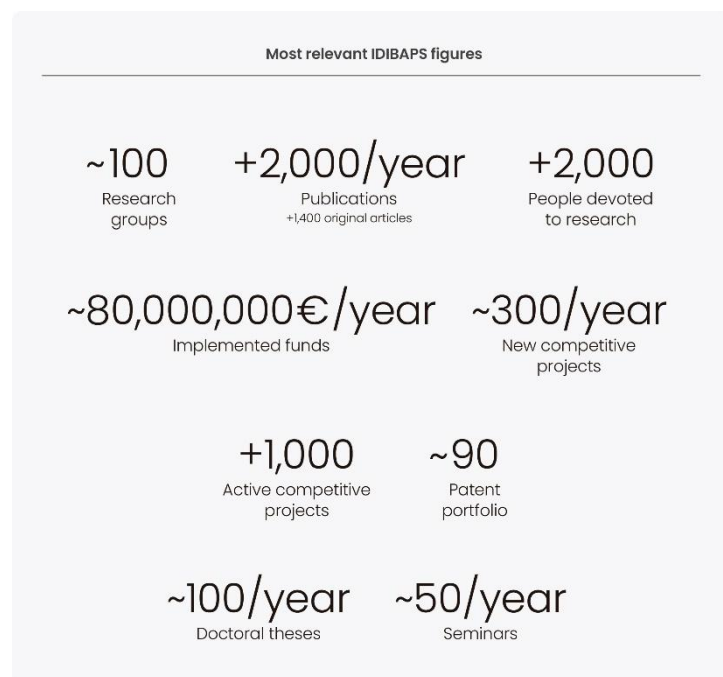 Most relevant IDIBAPS figures
~100
Research
groups
+2,000/year
Publications
+1,400 original articles
+2,000
People devoted
to research
~80,000,000€/year
Implemented funds
~300/year
New competitive
projects
+1,000
Active competitive
projects
~90
Patent
portfolio
~100/year
Doctoral theses
~50/year
Seminars